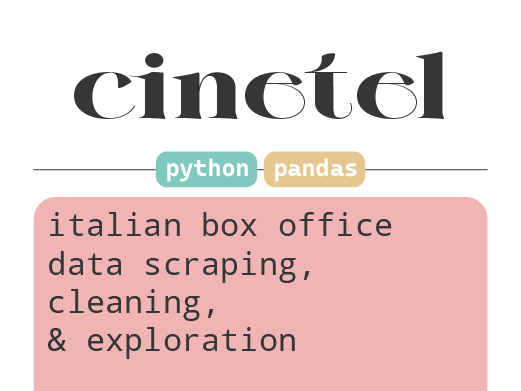 cinetel
python pandas
italian box office
data scraping,
cleaning,
& exploration